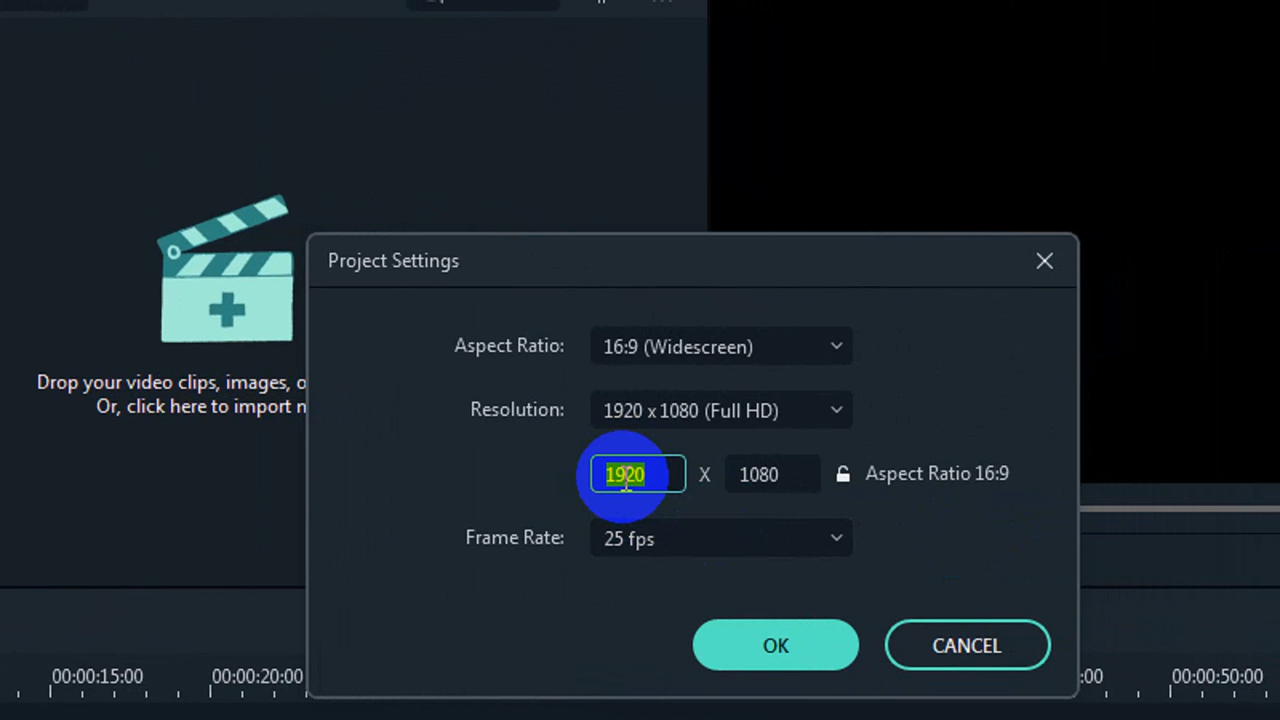 Project Settings
Aspect Ratio: 16:9 (Widescreen)
Resolution: 1920 x 1080 (Full HD)
1920 X 1080 Aspect Ratio 16:9
Frame Rate: 25 fps
OK CANCEL
Drop your video clips, images, o
Or, click here to import
00:00:15:00 00:00:20:00 :00 00:00:50:00